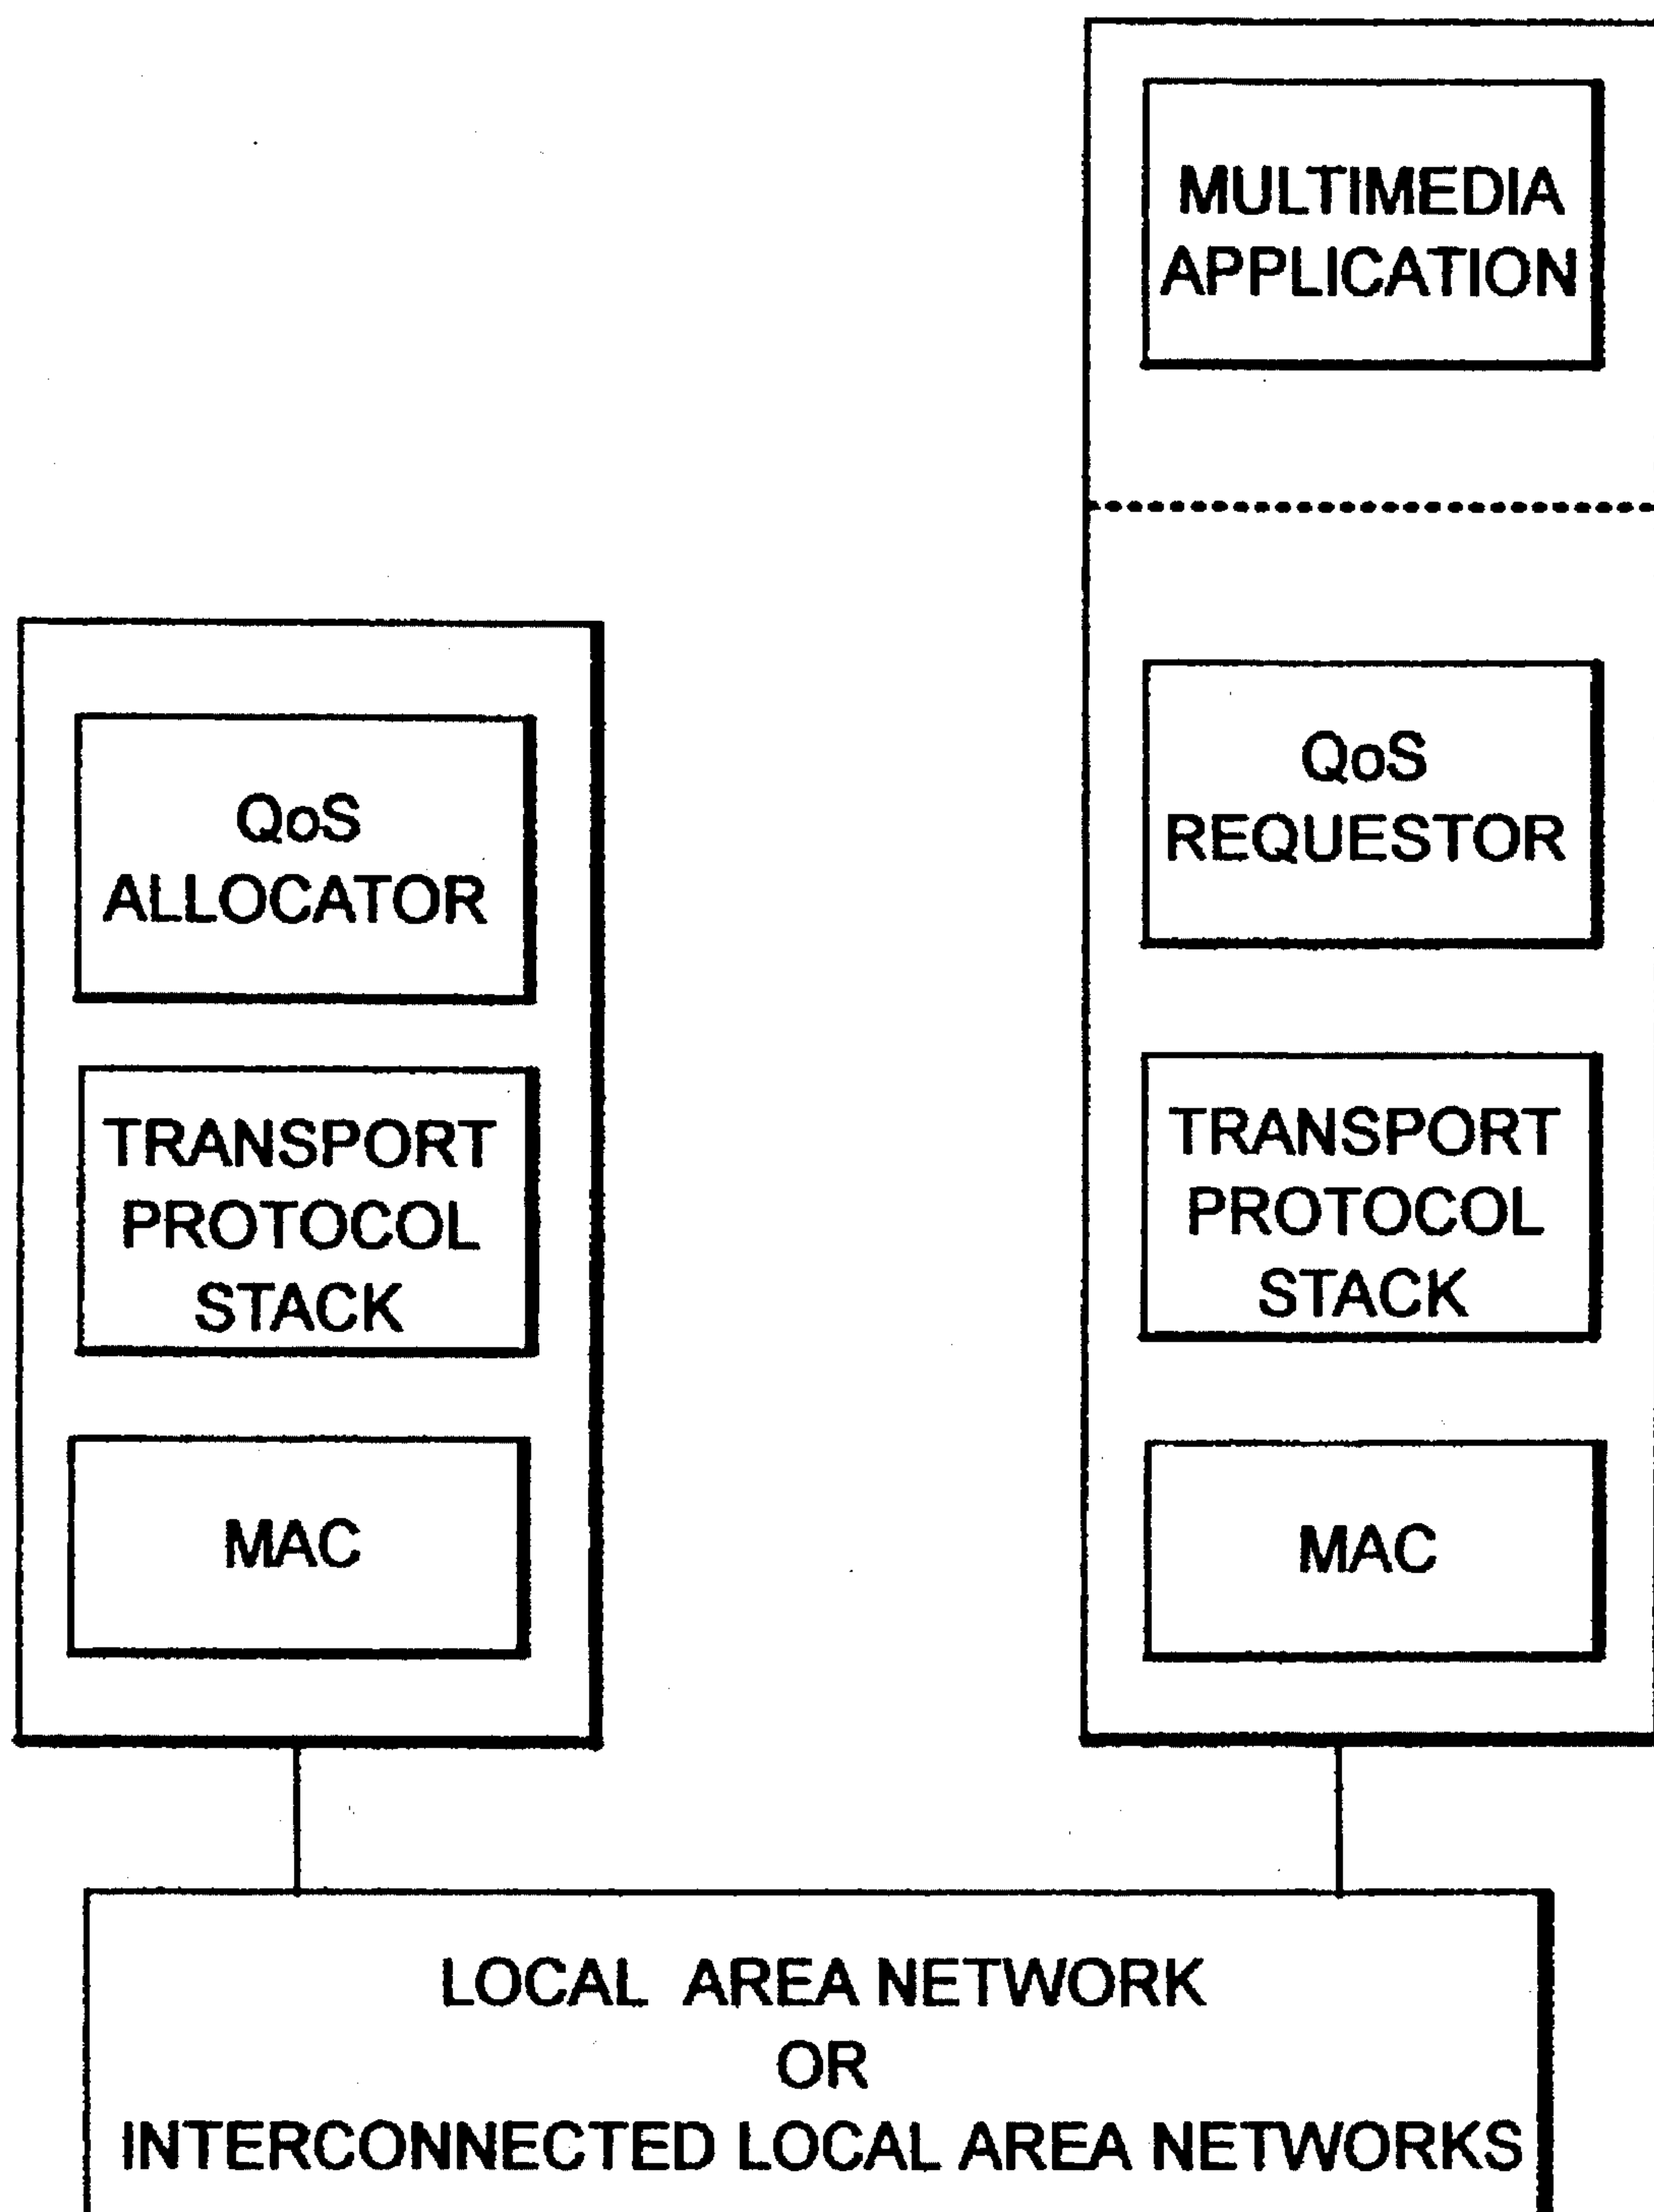 MULTIMEDIA
APPLICATION
QoS
ALLOCATOR
TRANSPORT
PROTOCOL
STACK
MAC
QoS
REQUESTOR
TRANSPORT
PROTOCOL
STACK
MAC
LOCAL AREA NETWORK
OR
INTERCONNECTED LOCAL AREA NETWORKS